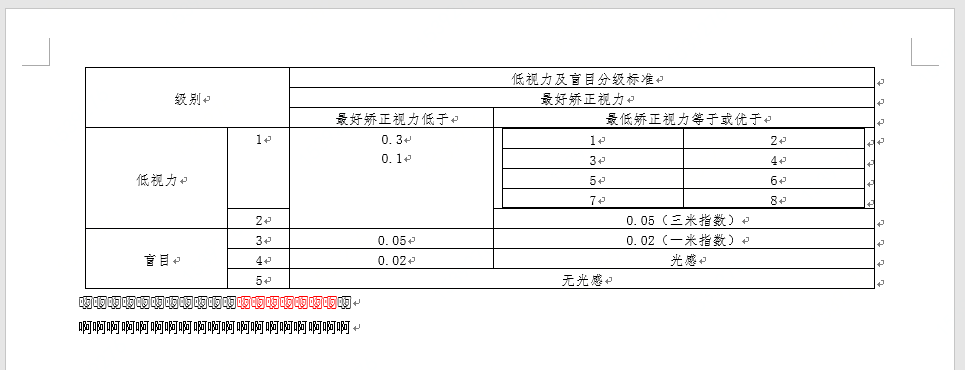 级别
低视力及盲目分级标准
最好矫正视力
最好矫正视力低于 最低矫正视力等于或优于
低视力 1 0.3
0.1
1 2
3 4
5 6
7 8
2 0.05（三米指数）
盲目 3 0.05 0.02（一米指数）
4 0.02 光感
5 无光感
啊啊啊啊啊啊啊啊啊啊啊啊啊啊啊啊啊啊啊
啊啊啊啊啊啊啊啊啊啊啊啊啊啊啊啊啊啊啊